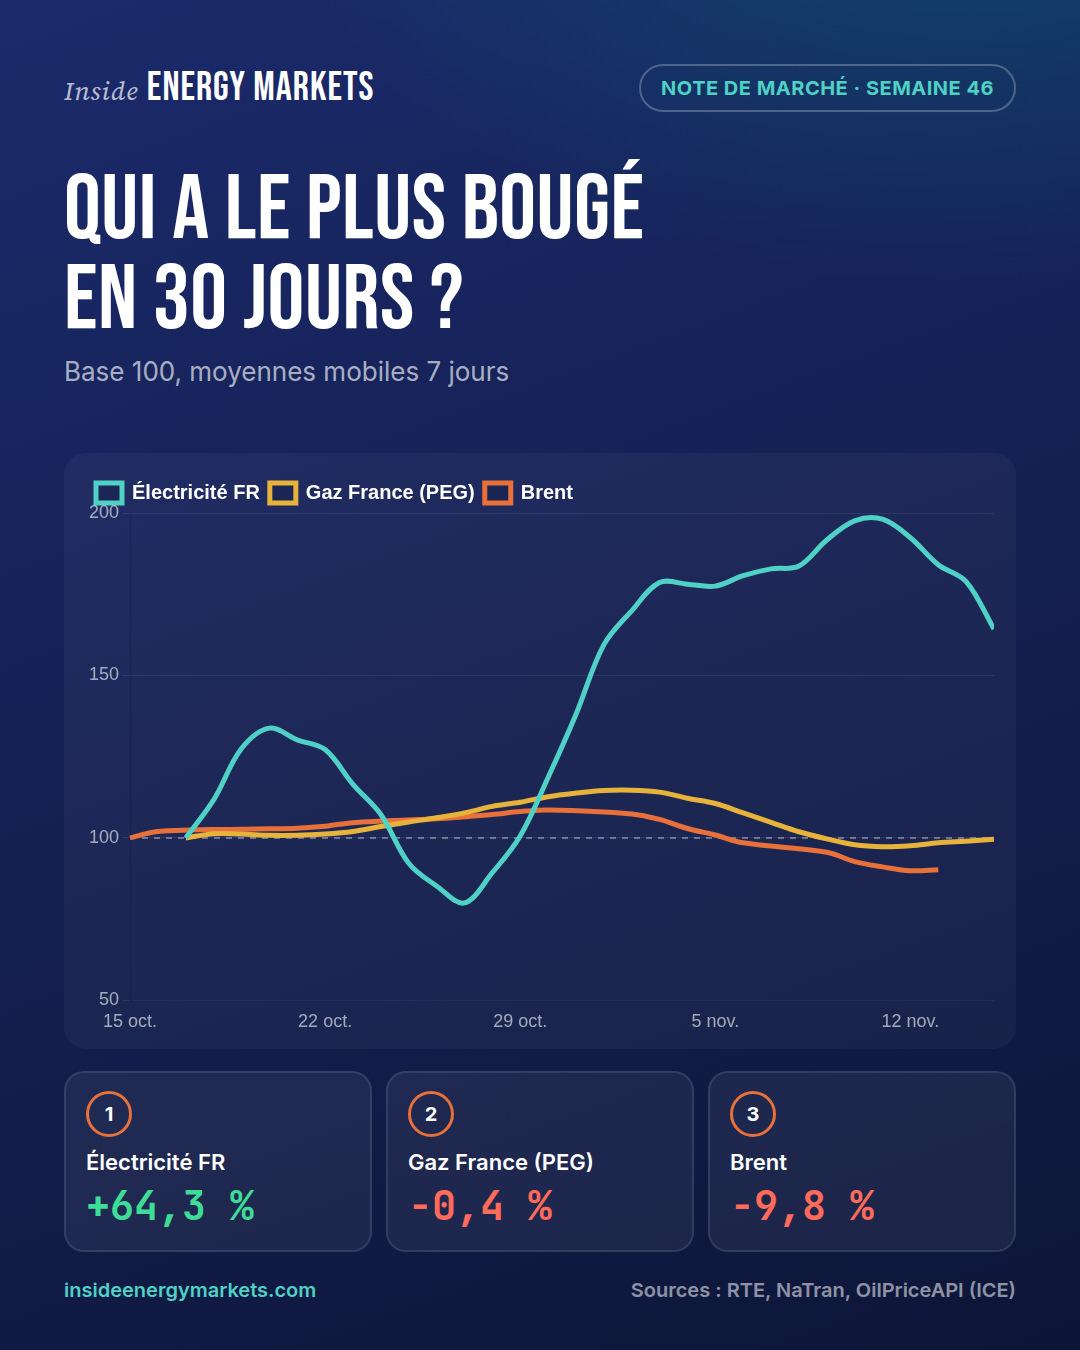 Inside ENERGY MARKETS
NOTE DE MARCHÉ · SEMAINE 46
QUI A LE PLUS BOUGÉ
EN 30 JOURS ?
Base 100, moyennes mobiles 7 jours
Électricité FR Gaz France (PEG) Brent
200
150
100
50
15 oct. 22 oct. 29 oct. 5 nov. 12 nov.
1
Électricité FR
+64,3 %
2
Gaz France (PEG)
-0,4 %
3
Brent
-9,8 %
insideenergymarkets.com
Sources : RTE, NaTran, OilPriceAPI (ICE)